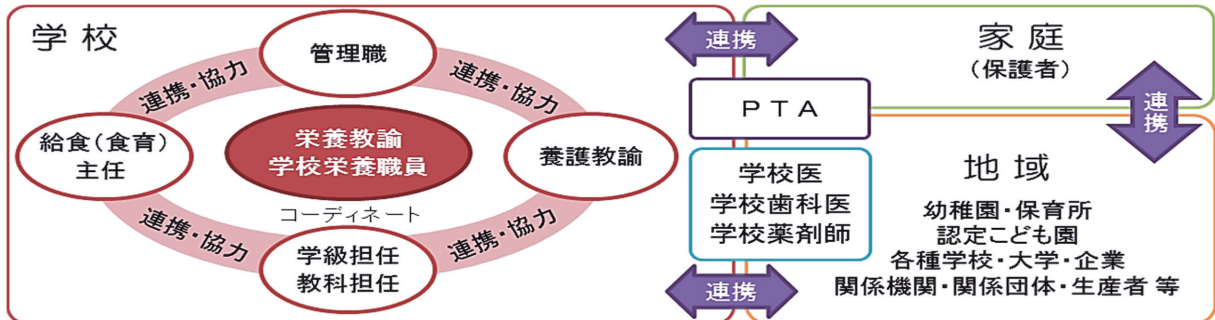 学校
管理職
連携・協力
連携・協力
給食(食育)
主任
栄養教諭
学校栄養職員
コーディネート
養護教諭
連携・協力
連携・協力
学級担任
教科担任
連携
家庭
(保護者)
PTA
連携
学校医
学校歯科医
学校薬剤師
地域
幼稚園・保育所
認定こども園
各種学校・大学・企業
関係機関・関係団体・生産者 等
連携